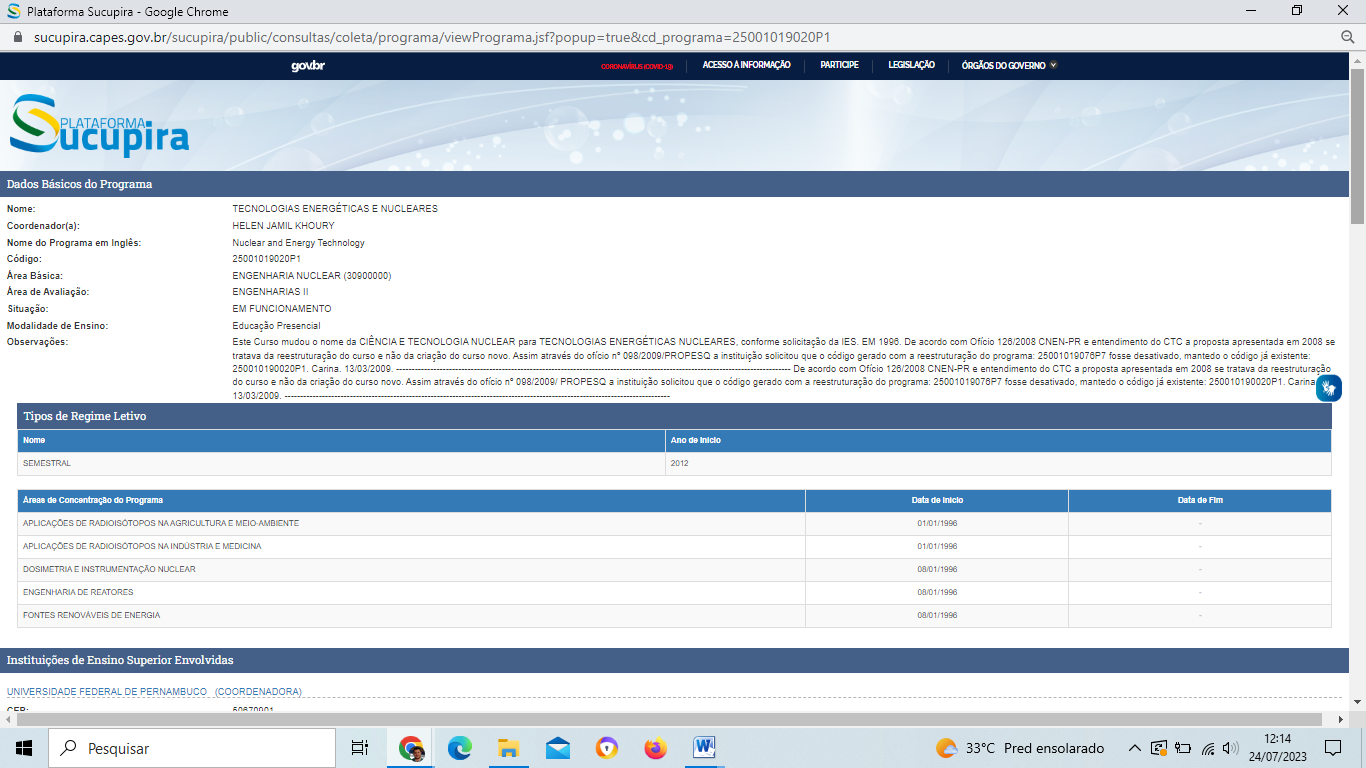 Plataforma Sucupira - Google Chrome
sucupira.capes.gov.br/sucupira/public/consultas/coleta/programa/viewPrograma.jsf?popup=true&cd_programa=25001019020P1
govbr CORONAVÍRUS (COVID-19) ACESSO À INFORMAÇÃO PARTICIPE LEGISLAÇÃO ÓRGÃOS DO GOVERNO
PLATAFORMA
Sucupira
Dados Básicos do Programa
Nome: TECNOLOGIAS ENERGÉTICAS E NUCLEARES
Coordenador(a): HELEN JAMIL KHOURY
Nome do Programa em Inglês: Nuclear and Energy Technology
Código: 25001019020P1
Área Básica: ENGENHARIA NUCLEAR (30900000)
Área de Avaliação: ENGENHARIAS II
Situação: EM FUNCIONAMENTO
Modalidade de Ensino: Educação Presencial
Observações: Este Curso mudou o nome da CIÊNCIA E TECNOLOGIA NUCLEAR para TECNOLOGIAS ENERGÉTICAS E NUCLEARES, conforme solicitação da IES. EM 1996. De acordo com Ofício 126/2008 CNEN-PR e entendimento do CTC a proposta apresentada em 2008 se
tratava da reestruturação do curso e não da criação do curso novo. Assim através do ofício nº 098/2009/PROPESQ a instituição solicitou que o código gerado com a reestruturação do programa: 25001019076P7 fosse desativado, mantedo o código já existente:
250010190020P1. Carina. 13/03/2009. ---------------------------------------------------------------------------------------------------------------------------------- De acordo com Ofício 126/2008 CNEN-PR e entendimento do CTC a proposta apresentada em 2008 se tratava da reestruturação
do curso e não da criação do curso novo. Assim através do ofício nº 098/2009/ PROPESQ a instituição solicitou que o código gerado com a reestruturação do programa: 25001019076P7 fosse desativado, mantedo o código já existente: 250010190020P1. Carina
13/03/2009. --------------------------------------------------------------------------------------------------------------------------------
Tipos de Regime Letivo
Nome Ano de Início
SEMESTRAL 2012
Áreas de Concentração do Programa Data de Início Data de Fim
APLICAÇÕES DE RADIOISÓTOPOS NA AGRICULTURA E MEIO-AMBIENTE 01/01/1996 -
APLICAÇÕES DE RADIOISÓTOPOS NA INDÚSTRIA E MEDICINA 01/01/1996 -
DOSIMETRIA E INSTRUMENTAÇÃO NUCLEAR 08/01/1996 -
ENGENHARIA DE REATORES 08/01/1996 -
FONTES RENOVÁVEIS DE ENERGIA 08/01/1996 -
Instituições de Ensino Superior Envolvidas
UNIVERSIDADE FEDERAL DE PERNAMBUCO (COORDENADORA)
CEP: 50670901
Pesquisar 33°C Pred ensolarado 12:14
24/07/2023